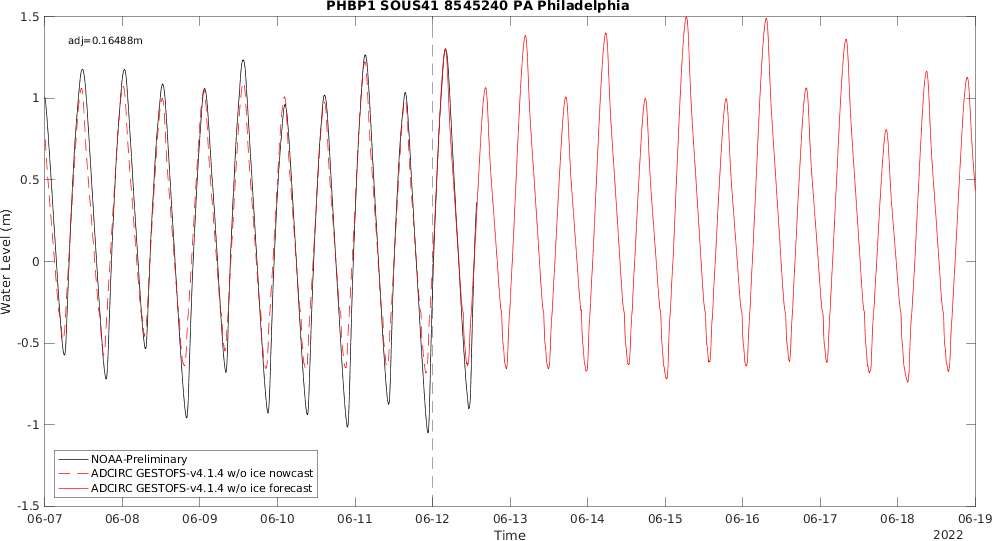 PHBP1 SOUS41 8545240 PA Philadelphia
adj=0.16488m
1.5
1
0.5
0
-0.5
-1
-1.5
Water Level (m)
NOAA-Preliminary
ADCIRC GESTOFS-v4.1.4 w/o ice nowcast
ADCIRC GESTOFS-v4.1.4 w/o ice forecast
06-07 06-08 06-09 06-10 06-11 06-12 06-13 06-14 06-15 06-16 06-17 06-18 06-19
Time
2022